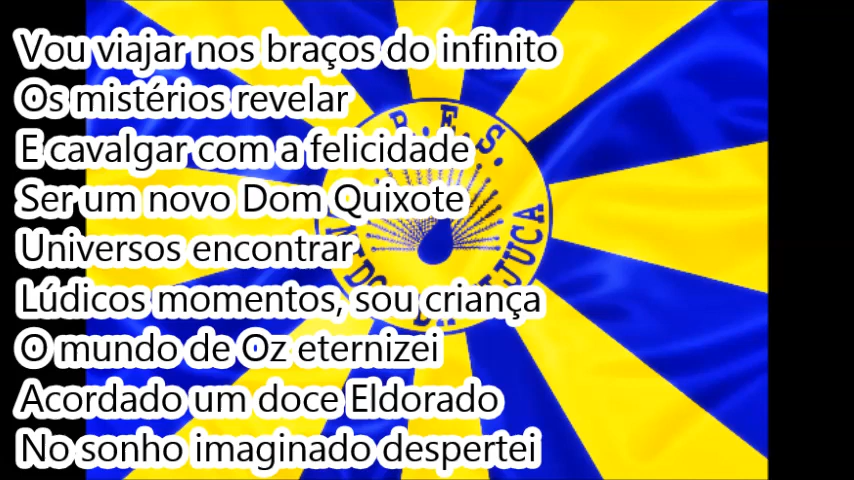 Vou viajar nos braços do infinito
Os mistérios revelar
E cavalgar com a felicidade
Ser um novo Dom Quixote
Universos encontrar
Lúdicos momentos, sou criança
O mundo de Oz eternizei
Acordado um doce Eldorado
No sonho imaginado despertei